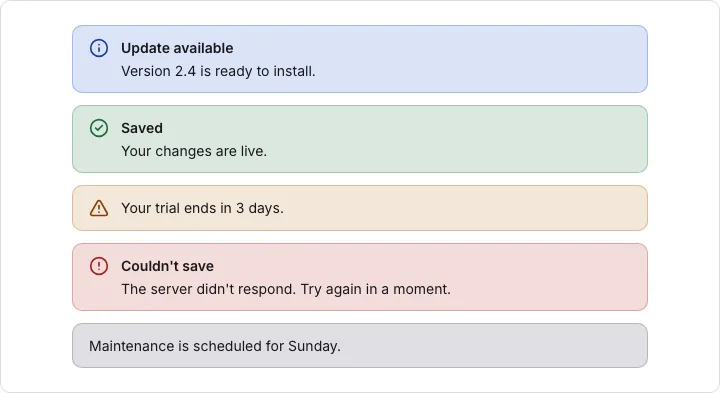 Update available
Version 2.4 is ready to install.
Saved
Your changes are live.
Your trial ends in 3 days.
Couldn't save
The server didn't respond. Try again in a moment.
Maintenance is scheduled for Sunday.